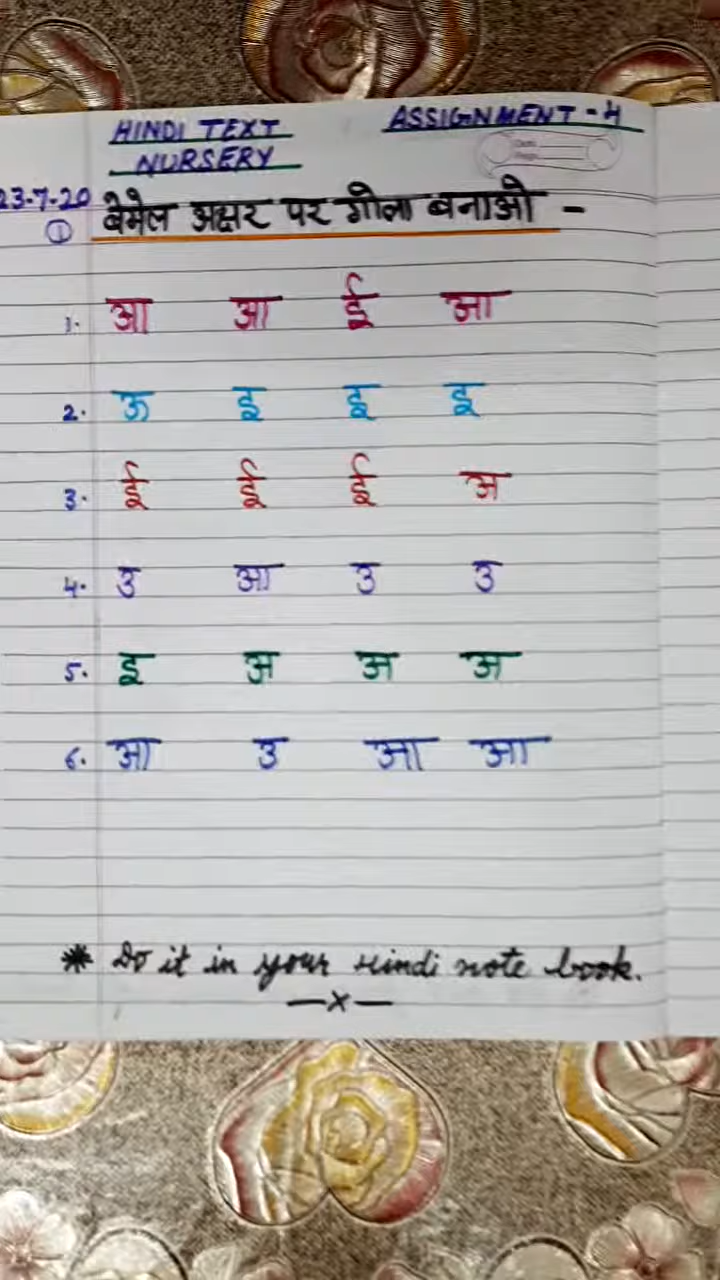 HINDI TEXT ASSIGNMENT-4
NURSERY
23-7-20
① बेमेल अक्षर पर गोला बनाओ -
1. आ आ ई आ
2. ऊ इ इ इ
3. ई ई ई अ
4. उ आ उ उ
5. इ अ अ अ
6. आ उ आ आ
* Do it in your Hindi note book.
—x—